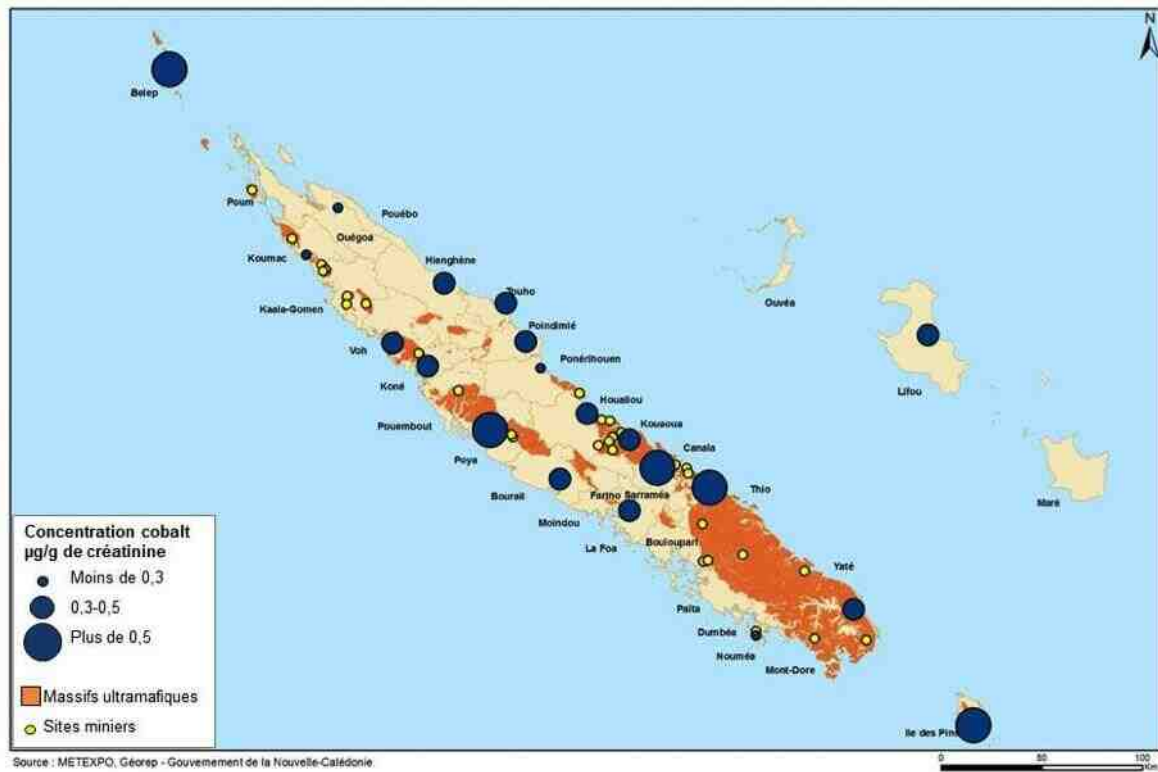 N
Belep
Poum
Pouébo
Ouégoa
Koumac
Hienghène
Touho
Ouvéa
Kaala-Gomen
Poindimié
Voh
Ponérihouen
Lifou
Koné
Houaïlou
Pouembout
Kouaoua
Poya
Canala
Maré
Bourail
Farino Sarraméa
Thio
Moindou
La Foa
Bouloupari
Yaté
Païta
Dumbéa
Nouméa
Mont-Dore
Ile des Pins
Concentration cobalt
µg/g de créatinine
Moins de 0,3
0,3-0,5
Plus de 0,5
Massifs ultramafiques
Sites miniers
Source : METEXPO, Géorep - Gouvernement de la Nouvelle-Calédonie
0 50 100
Km